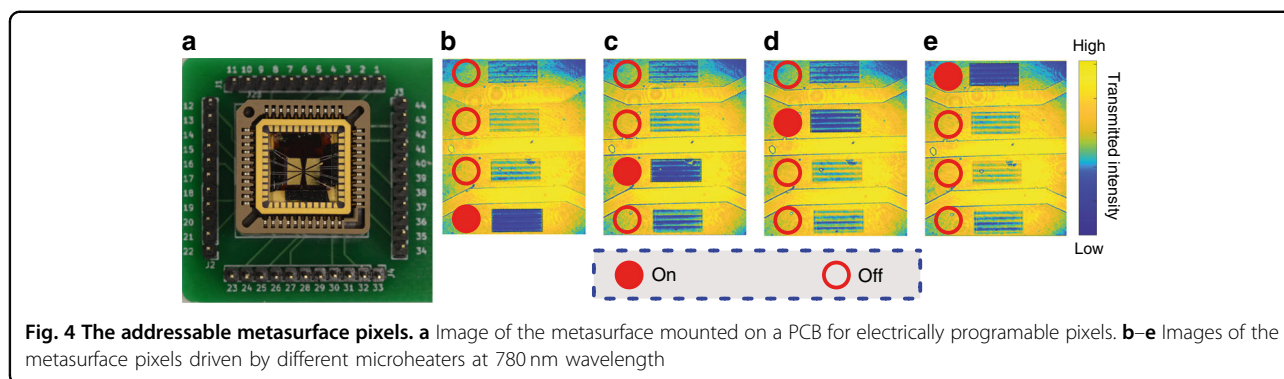 a
b
c
d
e
High
11 10 9 8 7 6 5 4 3 2 1
J1
J3
12
13
14
15
16
17
18
19
20
21
22
J2
44
43
42
41
40
39
38
37
36
35
34
23 24 25 26 27 28 29 30 31 32 33
J4
Transmitted intensity
Low
On
Off
Fig. 4 The addressable metasurface pixels. a Image of the metasurface mounted on a PCB for electrically programable pixels. b–e Images of the
metasurface pixels driven by different microheaters at 780 nm wavelength